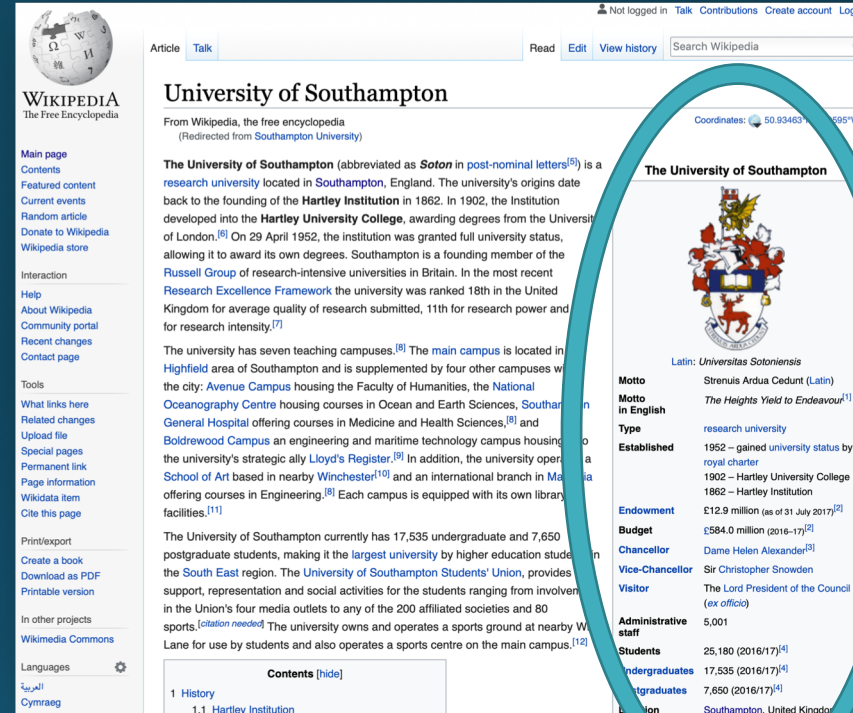 Not logged in Talk Contributions Create account Log
Article Talk Read Edit View history Search Wikipedia
WIKIPEDIA
The Free Encyclopedia
Main page
Contents
Featured content
Current events
Random article
Donate to Wikipedia
Wikipedia store
Interaction
Help
About Wikipedia
Community portal
Recent changes
Contact page
Tools
What links here
Related changes
Upload file
Special pages
Permanent link
Page information
Wikidata item
Cite this page
Print/export
Create a book
Download as PDF
Printable version
In other projects
Wikimedia Commons
Languages
العربية
Cymraeg
University of Southampton
From Wikipedia, the free encyclopedia
(Redirected from Southampton University)
The University of Southampton (abbreviated as Soton in post-nominal letters[5]) is a
research university located in Southampton, England. The university's origins date
back to the founding of the Hartley Institution in 1862. In 1902, the Institution
developed into the Hartley University College, awarding degrees from the Universit
of London.[6] On 29 April 1952, the institution was granted full university status,
allowing it to award its own degrees. Southampton is a founding member of the
Russell Group of research-intensive universities in Britain. In the most recent
Research Excellence Framework the university was ranked 18th in the United
Kingdom for average quality of research submitted, 11th for research power and
for research intensity.[7]
The university has seven teaching campuses.[8] The main campus is located in
Highfield area of Southampton and is supplemented by four other campuses w
the city: Avenue Campus housing the Faculty of Humanities, the National
Oceanography Centre housing courses in Ocean and Earth Sciences, Southa n
General Hospital offering courses in Medicine and Health Sciences,[8] and
Boldrewood Campus an engineering and maritime technology campus housing o
the university's strategic ally Lloyd's Register.[9] In addition, the university oper a
School of Art based in nearby Winchester[10] and an international branch in Ma ia
offering courses in Engineering.[8] Each campus is equipped with its own library
facilities.[11]
The University of Southampton currently has 17,535 undergraduate and 7,650
postgraduate students, making it the largest university by higher education stude in
the South East region. The University of Southampton Students' Union, provides
support, representation and social activities for the students ranging from involven
in the Union's four media outlets to any of the 200 affiliated societies and 80
sports.[citation needed] The university owns and operates a sports ground at nearby W
Lane for use by students and also operates a sports centre on the main campus.[12]
Contents [hide]
1 History
1.1 Hartley Institution
Coordinates: 50.93463° 595°
The University of Southampton
Latin: Universitas Sotoniensis
Motto Strenuis Ardua Cedunt (Latin)
Motto in English The Heights Yield to Endeavour[1]
Type research university
Established 1952 – gained university status by
royal charter
1902 – Hartley University College
1862 – Hartley Institution
Endowment £12.9 million (as of 31 July 2017)[2]
Budget £584.0 million (2016–17)[2]
Chancellor Dame Helen Alexander[3]
Vice-Chancellor Sir Christopher Snowden
Visitor The Lord President of the Council
(ex officio)
Administrative staff 5,001
Students 25,180 (2016/17)[4]
ndergraduates 17,535 (2016/17)[4]
tgraduates 7,650 (2016/17)[4]
Southampton, United Kingdo